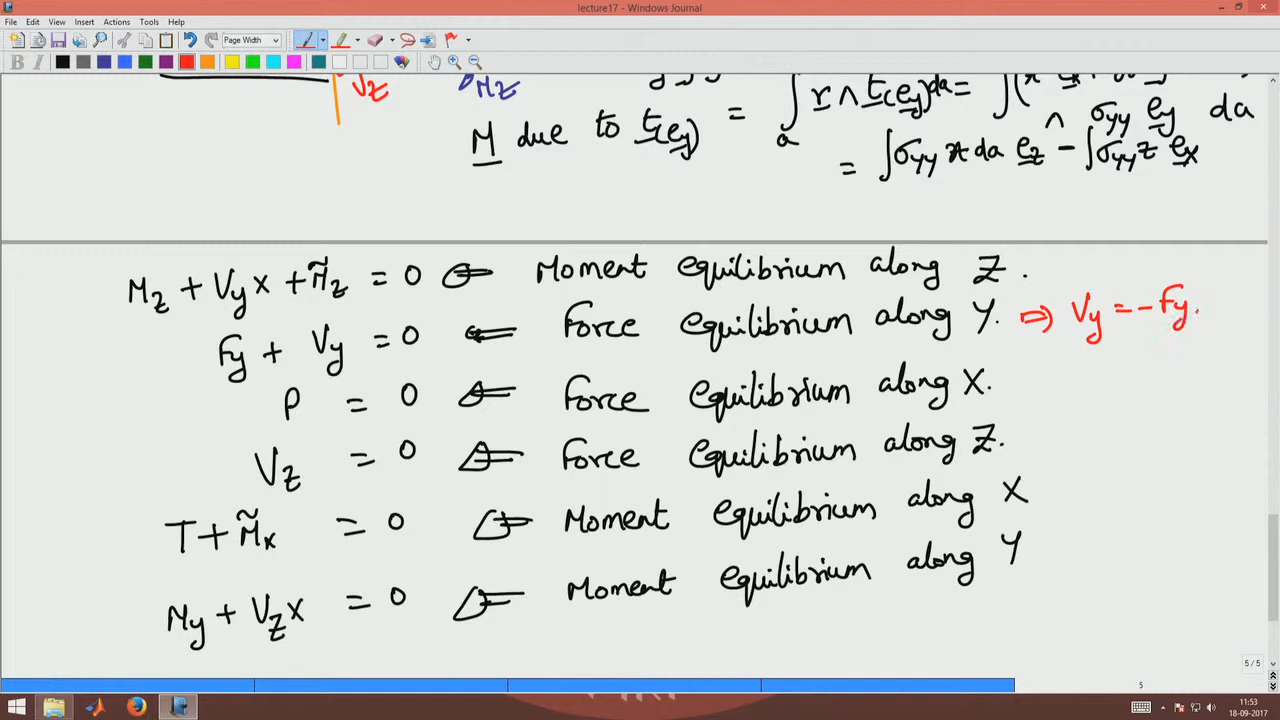 lecture17 - Windows Journal
File Edit View Insert Actions Tools Help
Page Width
VZ MZ
M due to t(ey) = ∫a r ∧ t(ey) da =
∧ σyy ey da
= ∫σyy x da ez - ∫σyy z ex
MZ + Vy x + M̃z = 0 Moment equilibrium along Z.
Fy + Vy = 0 Force equilibrium along Y. ⇒ Vy = - Fy.
P = 0 Force equilibrium along X.
VZ = 0 Force equilibrium along Z.
T + M̃x = 0 Moment equilibrium along X
My + VZ x = 0 Moment equilibrium along Y
5/5
5
11:53
18-09-2017